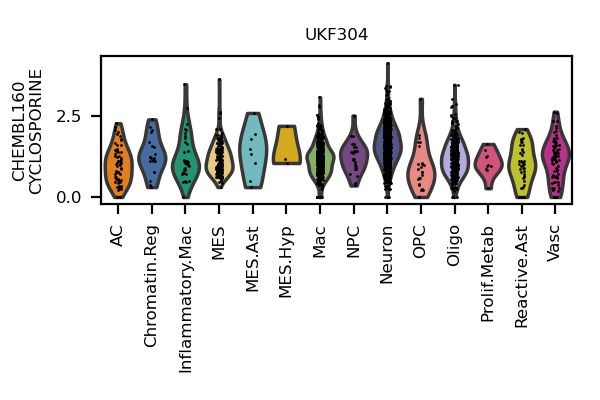 UKF304
CHEMBL160
CYCLOSPORINE
2.5
0.0
AC
Chromatin.Reg
Inflammatory.Mac
MES
MES.Ast
MES.Hyp
Mac
NPC
Neuron
OPC
Oligo
Prolif.Metab
Reactive.Ast
Vasc